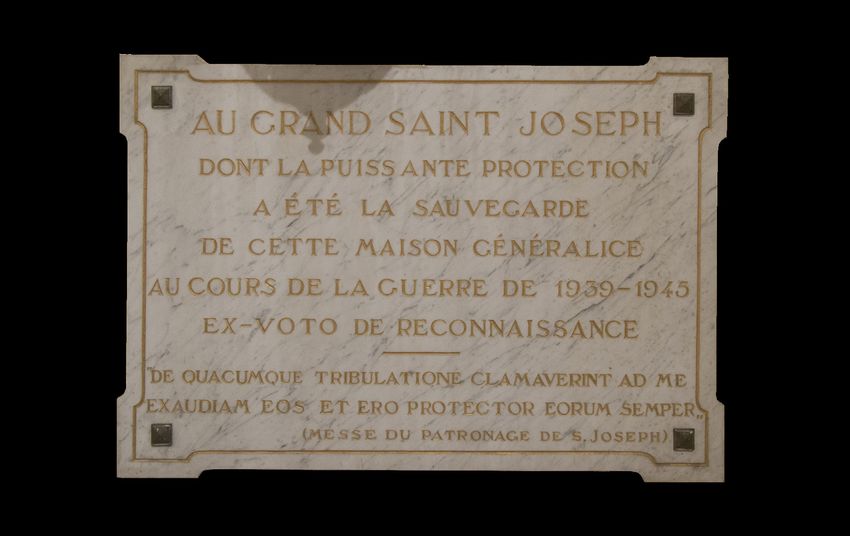 AU GRAND SAINT JOSEPH
DONT LA PUISSANTE PROTECTION
A ÉTÉ LA SAUVEGARDE
DE CETTE MAISON GÉNÉRALICE
AU COURS DE LA GUERRE DE 1939-1945
EX-VOTO DE RECONNAISSANCE
"DE QUACUMQUE TRIBULATIONE CLAMAVERINT AD ME
EXAUDIAM EOS ET ERO PROTECTOR EORUM SEMPER„
(MESSE DU PATRONAGE DE S. JOSEPH)